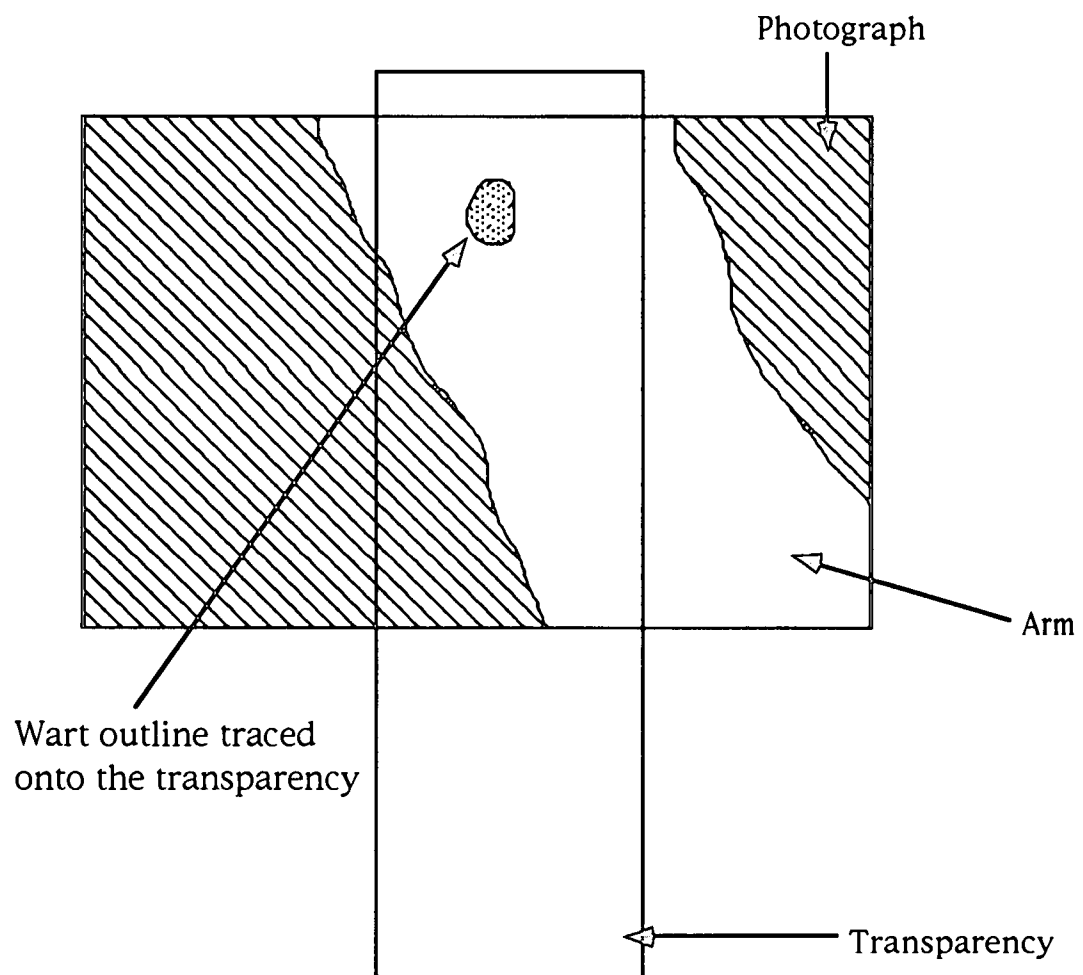 Photograph
Arm
Wart outline traced
onto the transparency
Transparency